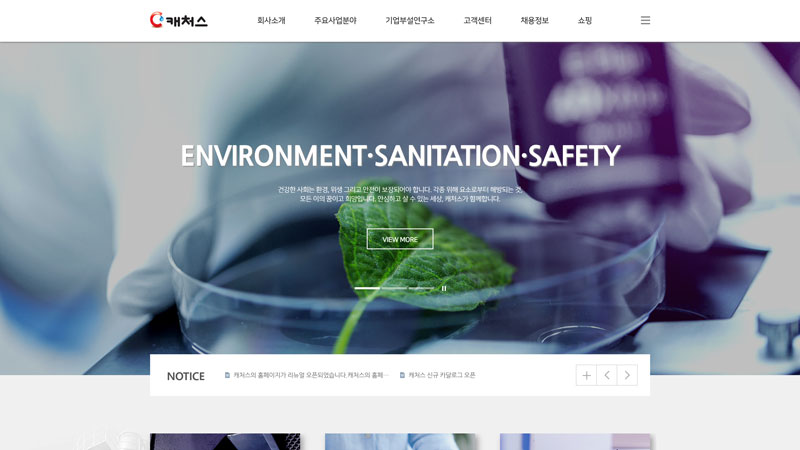 캐처스
회사소개 주요사업분야 기업부설연구소 고객센터 채용정보 쇼핑
ENVIRONMENT·SANITATION·SAFETY
건강한 사회는 환경, 위생 그리고 안전이 보장되어야 합니다. 각종 위해 요소로부터 해방되는 것,
모든 이의 꿈이고 희망입니다. 안심하고 살 수 있는 세상, 캐처스가 함께합니다.
VIEW MORE
NOTICE 캐처스의 홈페이지가 리뉴얼 오픈되었습니다.캐처스의 홈페… 캐처스 신규 카달로그 오픈